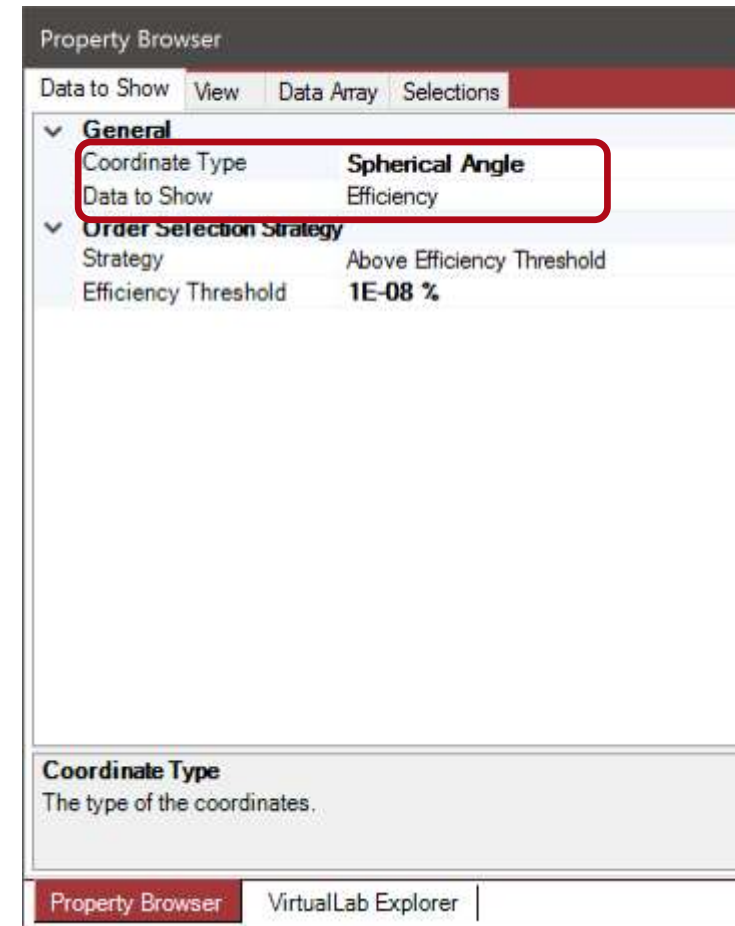 Property Browser
Data to Show View Data Array Selections
General
Coordinate Type Spherical Angle
Data to Show Efficiency
Order Selection Strategy
Strategy Above Efficiency Threshold
Efficiency Threshold 1E-08 %
Coordinate Type
The type of the coordinates.
Property Browser VirtualLab Explorer